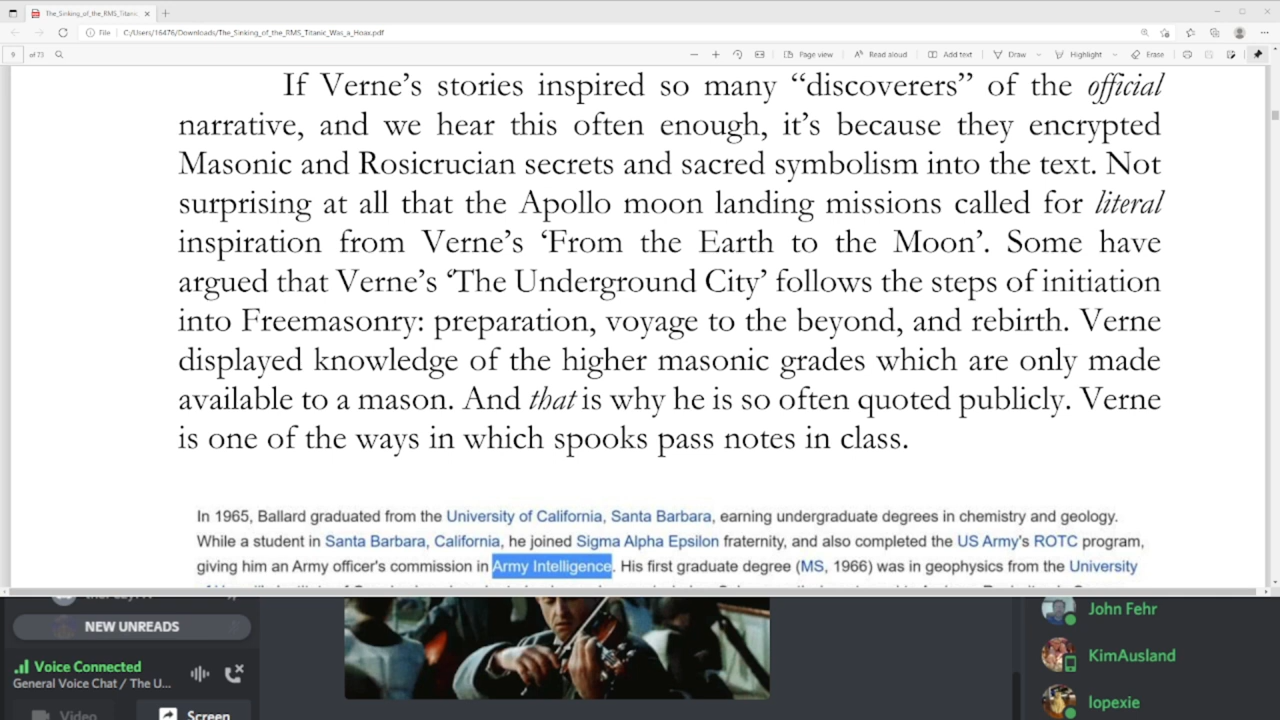 The_Sinking_of_the_RMS_Titanic_
File C:/Users/16476/Downloads/The_Sinking_of_the_RMS_Titanic_Was_a_Hoax.pdf
9 of 73
Page view Read aloud Add text Draw Highlight Erase
If Verne’s stories inspired so many “discoverers” of the official
narrative, and we hear this often enough, it’s because they encrypted
Masonic and Rosicrucian secrets and sacred symbolism into the text. Not
surprising at all that the Apollo moon landing missions called for literal
inspiration from Verne’s ‘From the Earth to the Moon’. Some have
argued that Verne’s ‘The Underground City’ follows the steps of initiation
into Freemasonry: preparation, voyage to the beyond, and rebirth. Verne
displayed knowledge of the higher masonic grades which are only made
available to a mason. And that is why he is so often quoted publicly. Verne
is one of the ways in which spooks pass notes in class.
In 1965, Ballard graduated from the University of California, Santa Barbara, earning undergraduate degrees in chemistry and geology.
While a student in Santa Barbara, California, he joined Sigma Alpha Epsilon fraternity, and also completed the US Army's ROTC program,
giving him an Army officer's commission in Army Intelligence. His first graduate degree (MS, 1966) was in geophysics from the University
NEW UNREADS
Voice Connected
General Voice Chat / The U...
Video Screen
John Fehr
KimAusland
lopexie